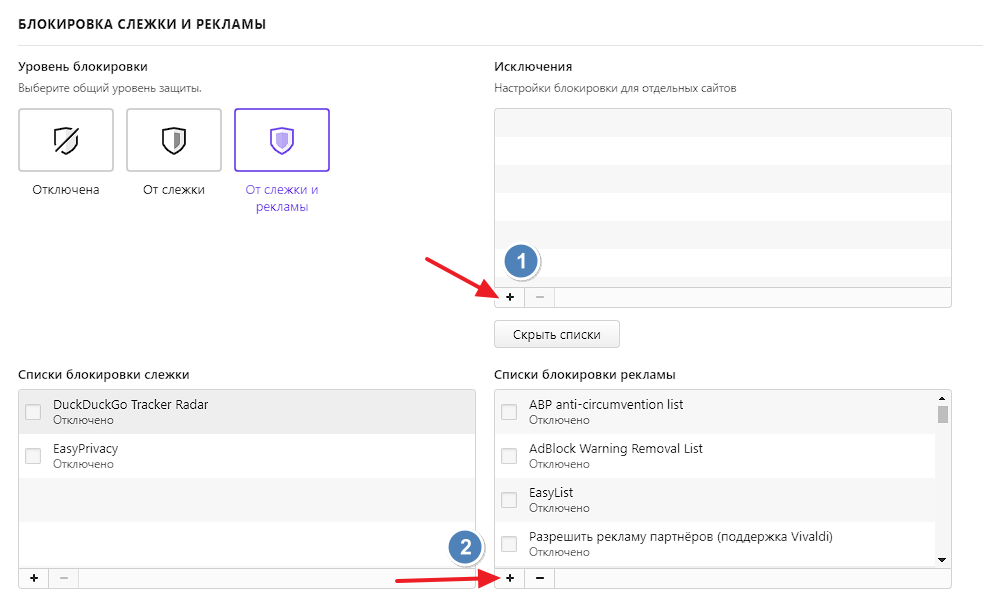 БЛОКИРОВКА СЛЕЖКИ И РЕКЛАМЫ
Уровень блокировки
Выберите общий уровень защиты.
Отключена
От слежки
От слежки и
рекламы
Исключения
Настройки блокировки для отдельных сайтов
1
+ −
Скрыть списки
Списки блокировки слежки
DuckDuckGo Tracker Radar
Отключено
EasyPrivacy
Отключено
+ −
Списки блокировки рекламы
ABP anti-circumvention list
Отключено
AdBlock Warning Removal List
Отключено
EasyList
Отключено
Разрешить рекламу партнёров (поддержка Vivaldi)
Отключено
2
+ −